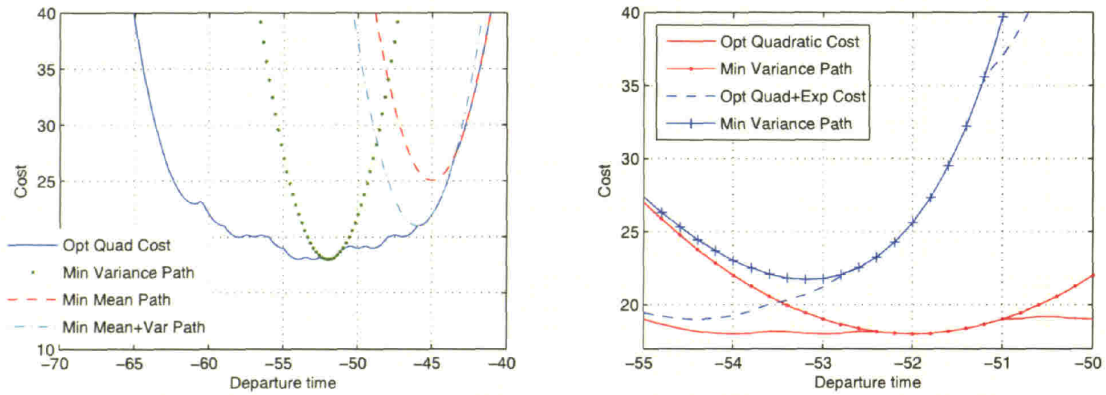 40
35
30
25
10
Cost
Opt Quad Cost
Min Variance Path
Min Mean Path
Min Mean+Var Path
−70
−65
−60
−55
−50
−45
−40
Departure time
40
35
30
25
20
Cost
Opt Quadratic Cost
Min Variance Path
Opt Quad+Exp Cost
Min Variance Path
−55
−54
−53
−52
−51
−50
Departure time